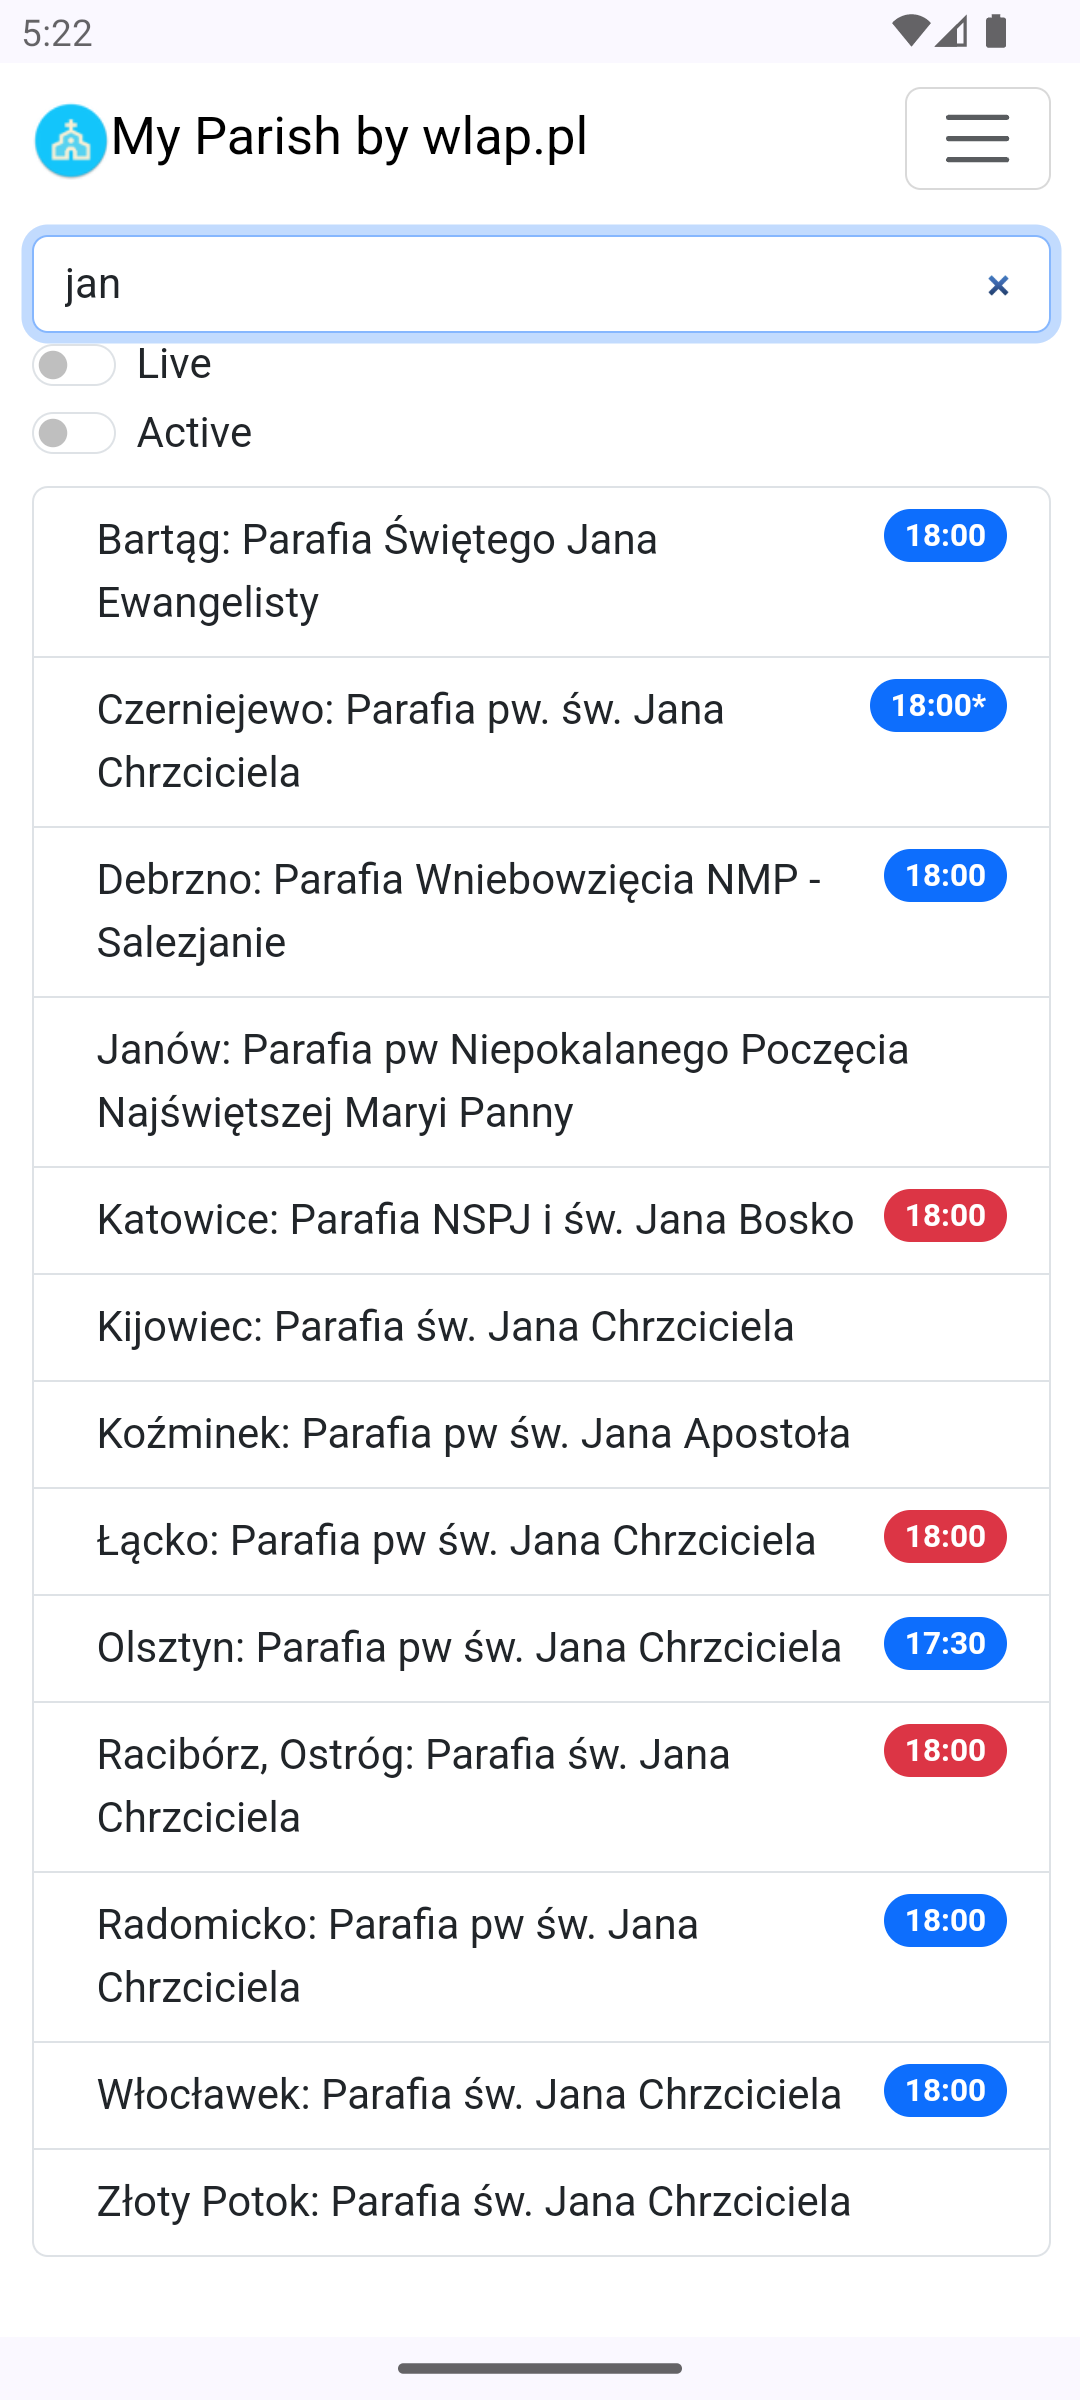 5:22
My Parish by wlap.pl
jan
×
Live
Active
Bartąg: Parafia Świętego Jana
Ewangelisty
18:00
Czerniejewo: Parafia pw. św. Jana
Chrzciciela
18:00*
Debrzno: Parafia Wniebowzięcia NMP -
Salezjanie
18:00
Janów: Parafia pw Niepokalanego Poczęcia
Najświętszej Maryi Panny
Katowice: Parafia NSPJ i św. Jana Bosko 18:00
Kijowiec: Parafia św. Jana Chrzciciela
Koźminek: Parafia pw św. Jana Apostoła
Łącko: Parafia pw św. Jana Chrzciciela 18:00
Olsztyn: Parafia pw św. Jana Chrzciciela 17:30
Racibórz, Ostróg: Parafia św. Jana
Chrzciciela
18:00
Radomicko: Parafia pw św. Jana
Chrzciciela
18:00
Włocławek: Parafia św. Jana Chrzciciela 18:00
Złoty Potok: Parafia św. Jana Chrzciciela